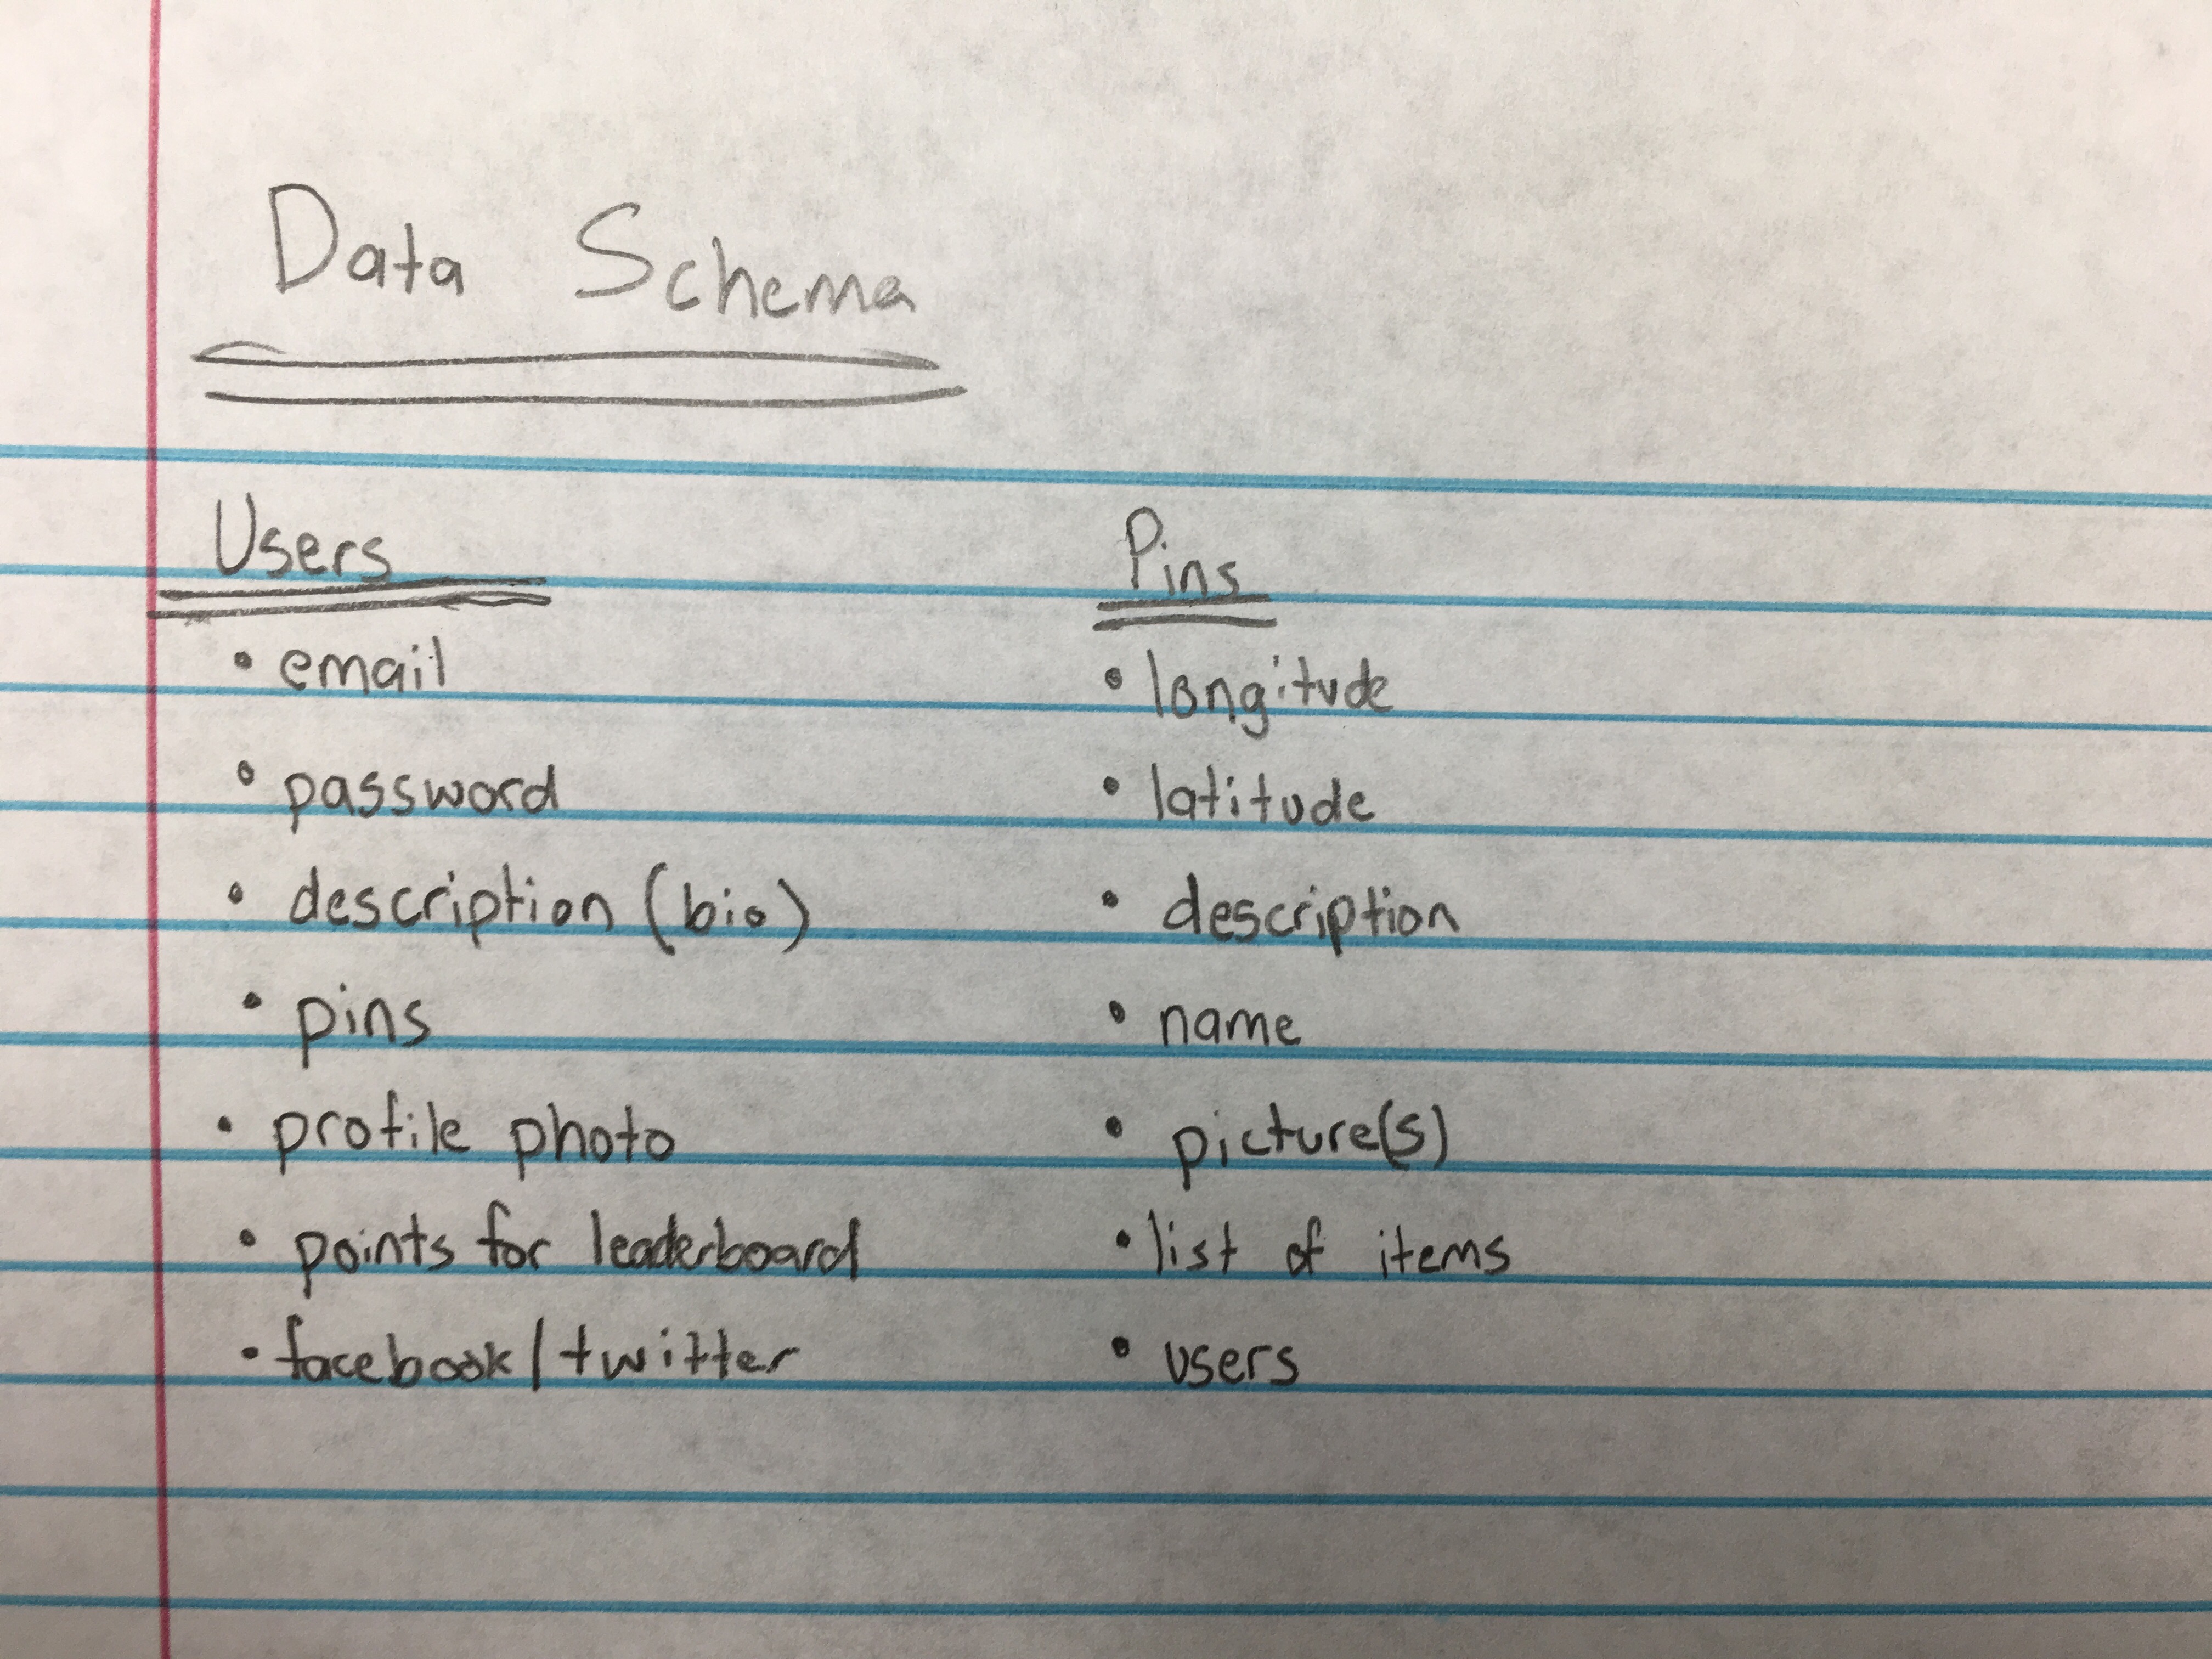 Data Schema
Users
• email
• password
• description (bio)
• pins
• profile photo
• points for leaderboard
• facebook/twitter
Pins
• longitude
• latitude
• description
• name
• picture(s)
• list of items
• users